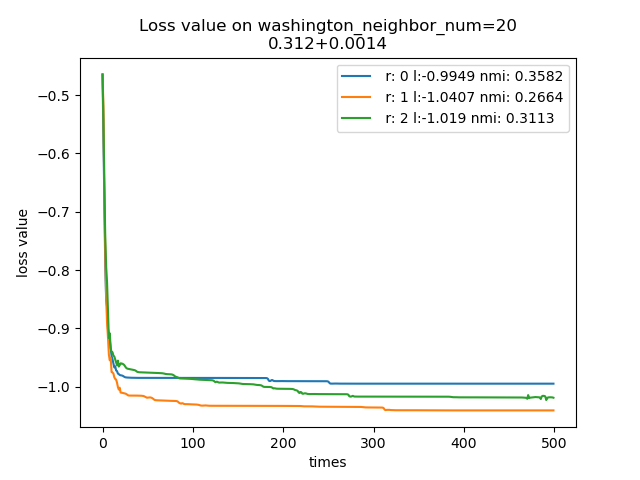 Loss value on washington_neighbor_num=20
0.312+0.0014
r: 0 l:-0.9949 nmi: 0.3582
r: 1 l:-1.0407 nmi: 0.2664
r: 2 l:-1.019 nmi: 0.3113
loss value
−0.5
−0.6
−0.7
−0.8
−0.9
−1.0
0 100 200 300 400 500
times